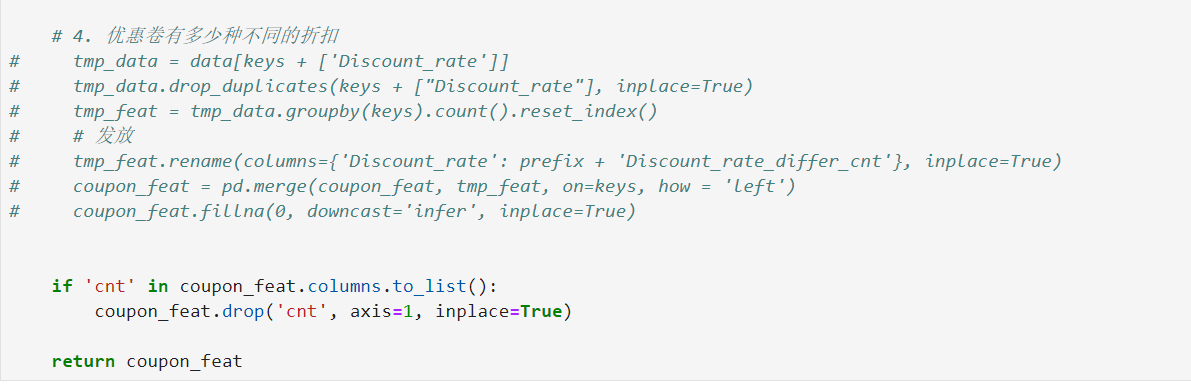 # 4. 优惠卷有多少种不同的折扣
#     tmp_data = data[keys + ['Discount_rate']]
#     tmp_data.drop_duplicates(keys + ["Discount_rate"], inplace=True)
#     tmp_feat = tmp_data.groupby(keys).count().reset_index()
#     # 发放
#     tmp_feat.rename(columns={'Discount_rate': prefix + 'Discount_rate_differ_cnt'}, inplace=True)
#     coupon_feat = pd.merge(coupon_feat, tmp_feat, on=keys, how = 'left')
#     coupon_feat.fillna(0, downcast='infer', inplace=True)
if 'cnt' in coupon_feat.columns.to_list():
coupon_feat.drop('cnt', axis=1, inplace=True)
return coupon_feat